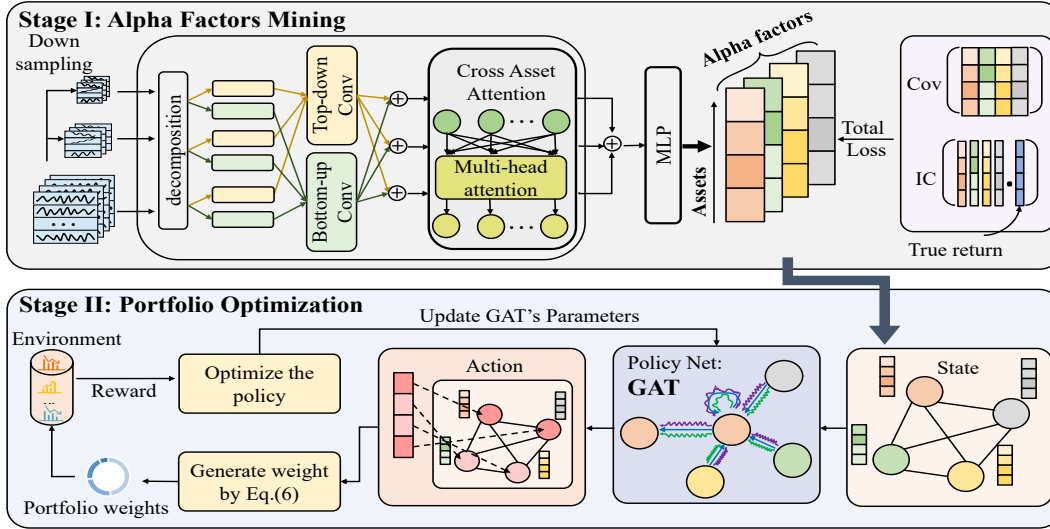 Stage I: Alpha Factors Mining
Down
sampling
decomposition
Top-down
Conv
Bottom-up
Conv
Cross Asset
Attention
Multi-head
attention
MLP
Alpha factors
Assets
Total
Loss
Cov
IC
True return
Stage II: Portfolio Optimization
Environment
Reward
Optimize the
policy
Update GAT's Parameters
Generate weight
by Eq.(6)
Portfolio weights
Action
Policy Net:
GAT
State